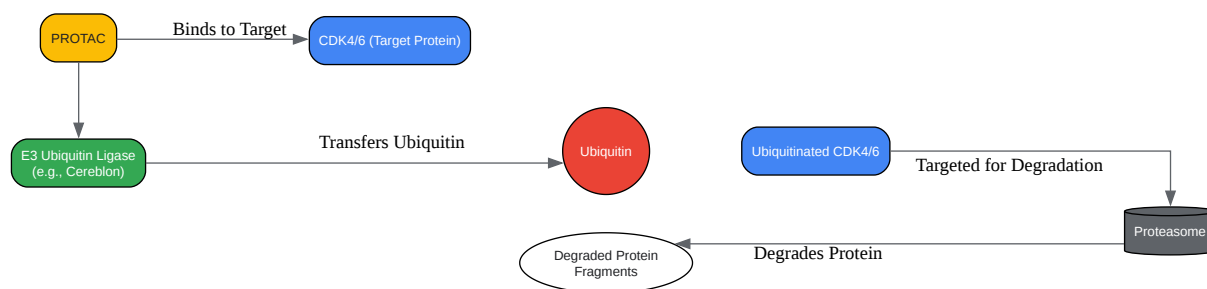 PROTAC
Binds to Target
CDK4/6 (Target Protein)
E3 Ubiquitin Ligase
(e.g., Cereblon)
Transfers Ubiquitin
Ubiquitin
Ubiquitinated CDK4/6
Targeted for Degradation
Proteasome
Degrades Protein
Degraded Protein
Fragments